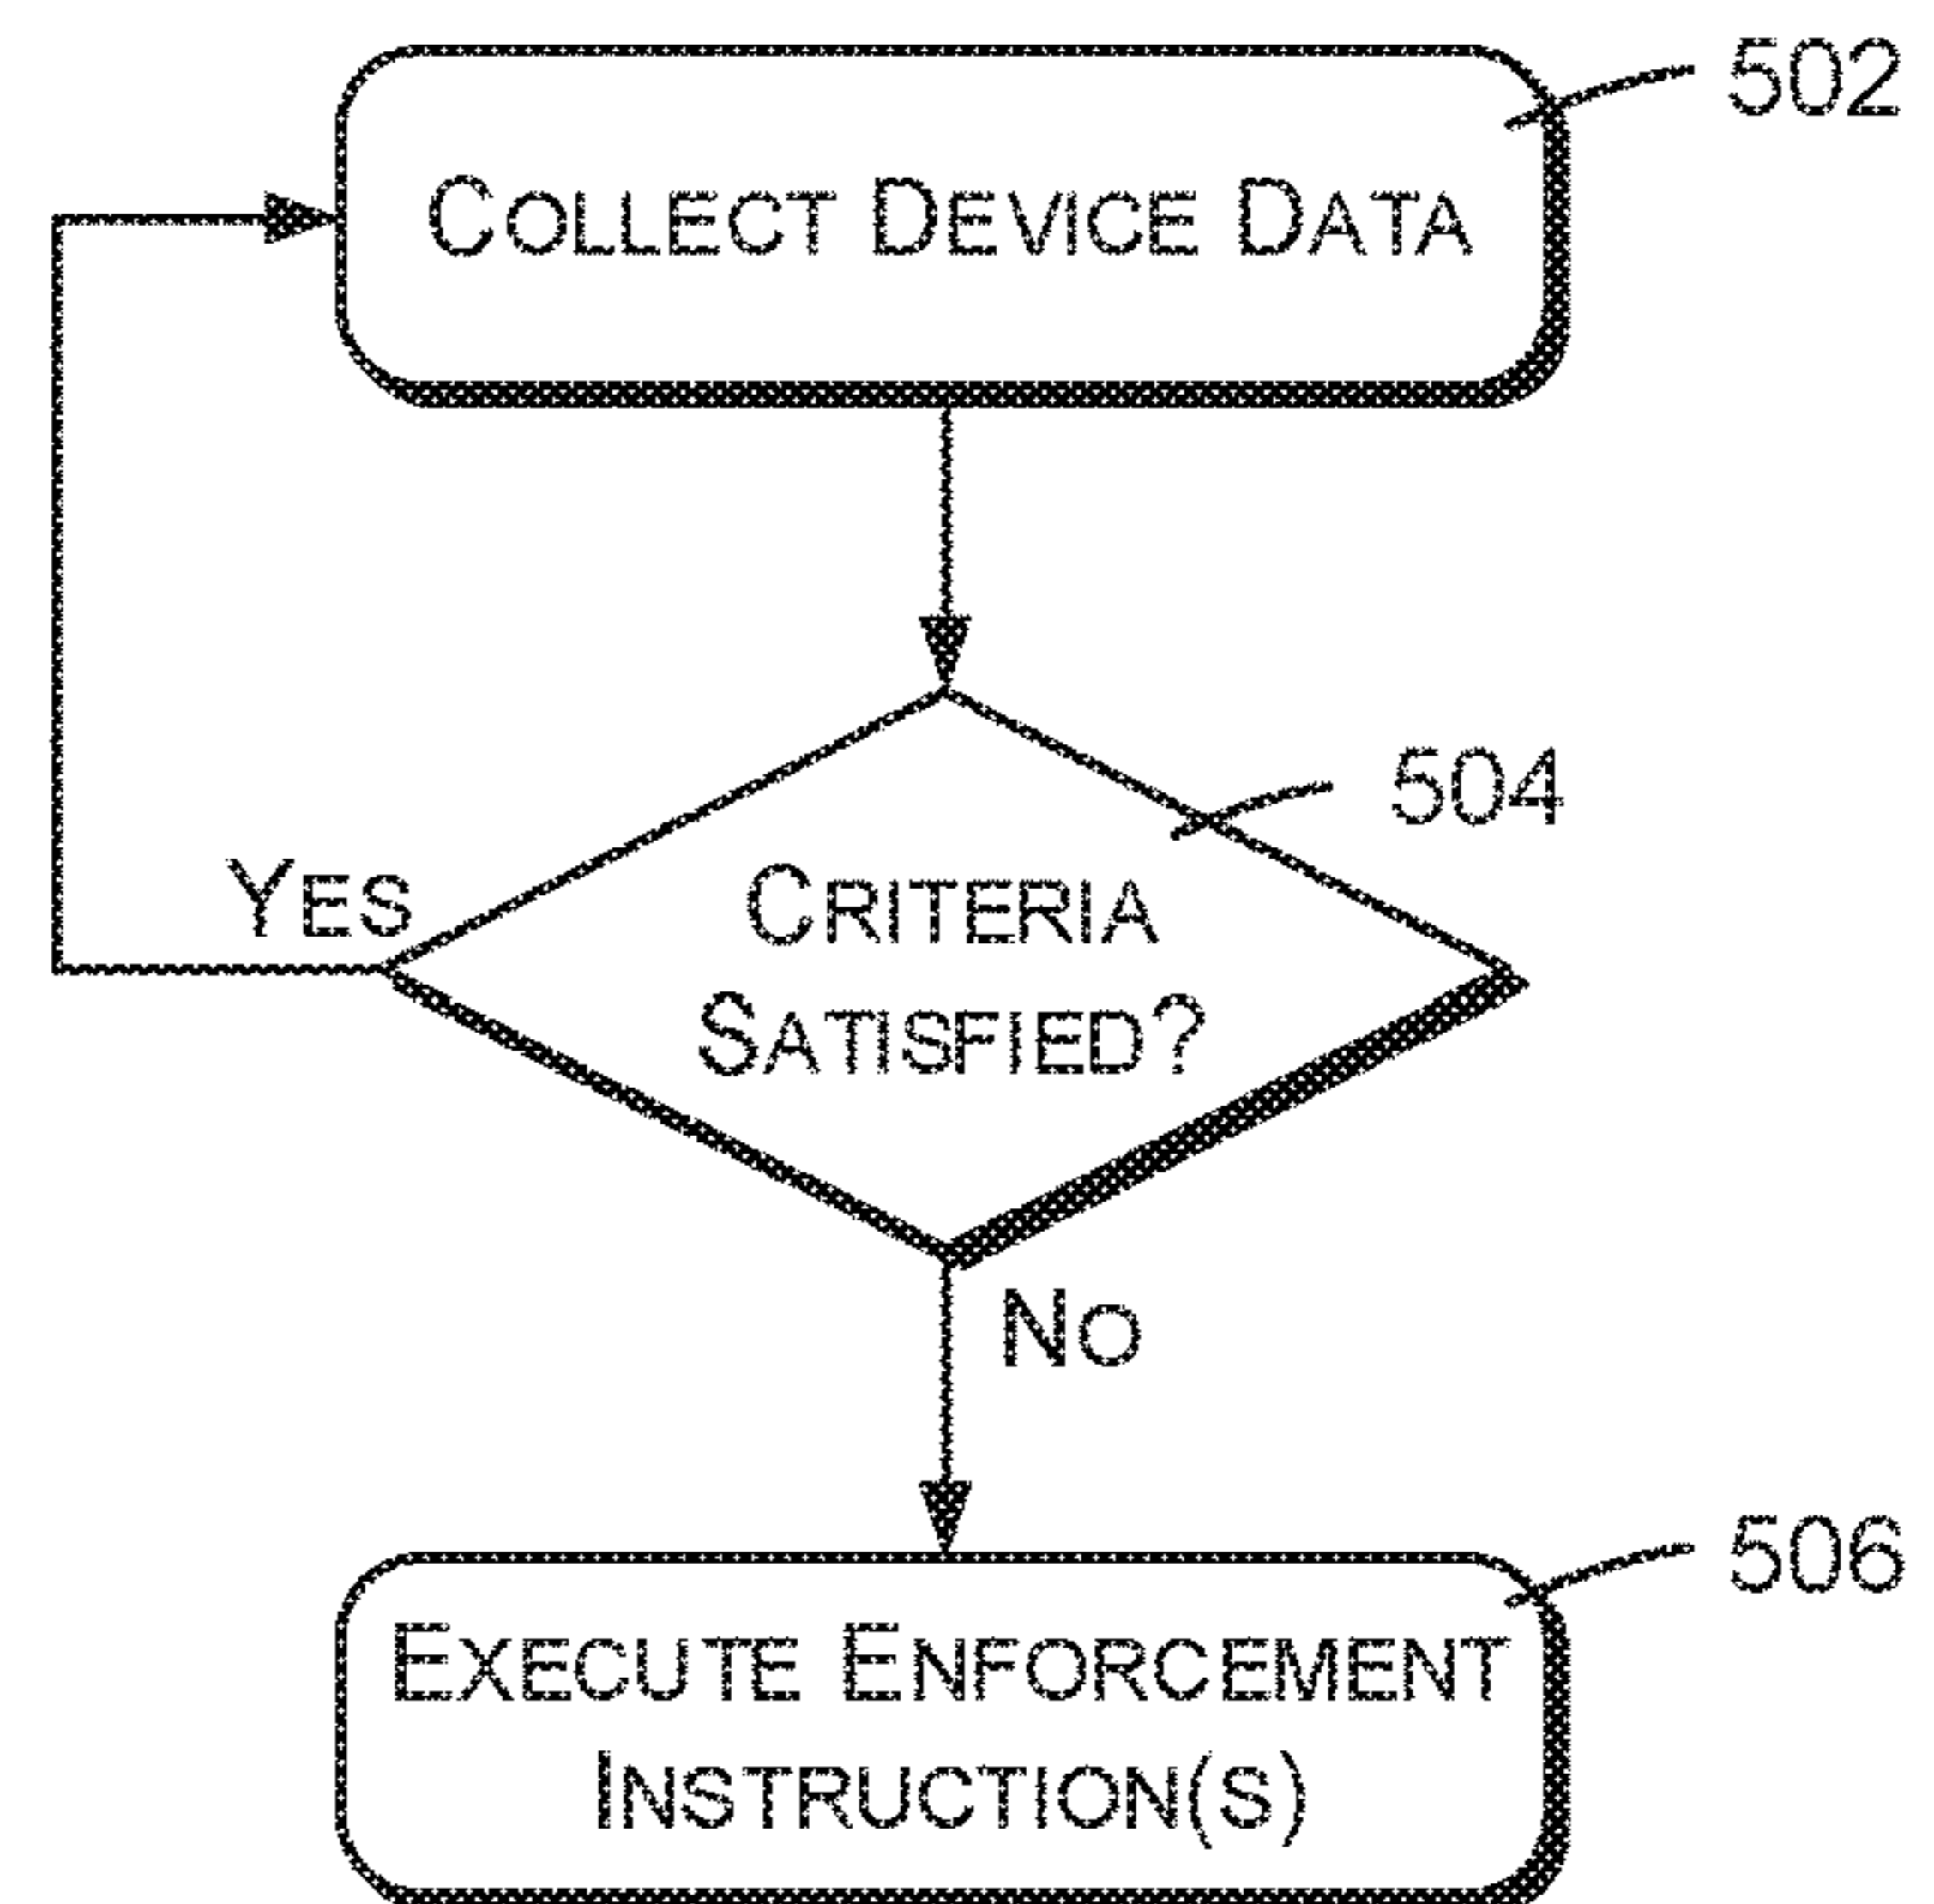 502
COLLECT DEVICE DATA
504
YES
CRITERIA
SATISFIED?
NO
506
EXECUTE ENFORCEMENT
INSTRUCTION(S)